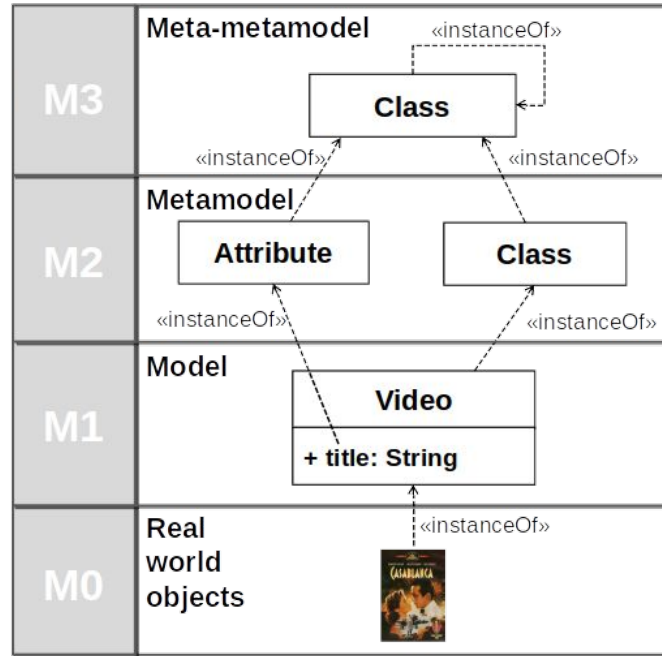 Meta-metamodel
«instanceOf»
M3
Class
«instanceOf»
«instanceOf»
Metamodel
M2
Attribute
Class
«instanceOf»
«instanceOf»
Model
M1
Video
+ title: String
Real
world
objects
«instanceOf»
M0
CASABLANCA